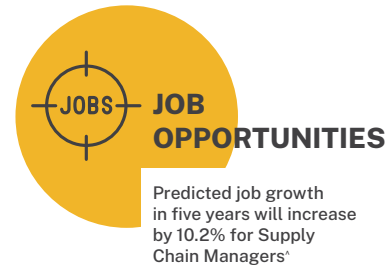 JOBS
JOB
OPPORTUNITIES
Predicted job growth
in five years will increase
by 10.2% for Supply
Chain Managers^